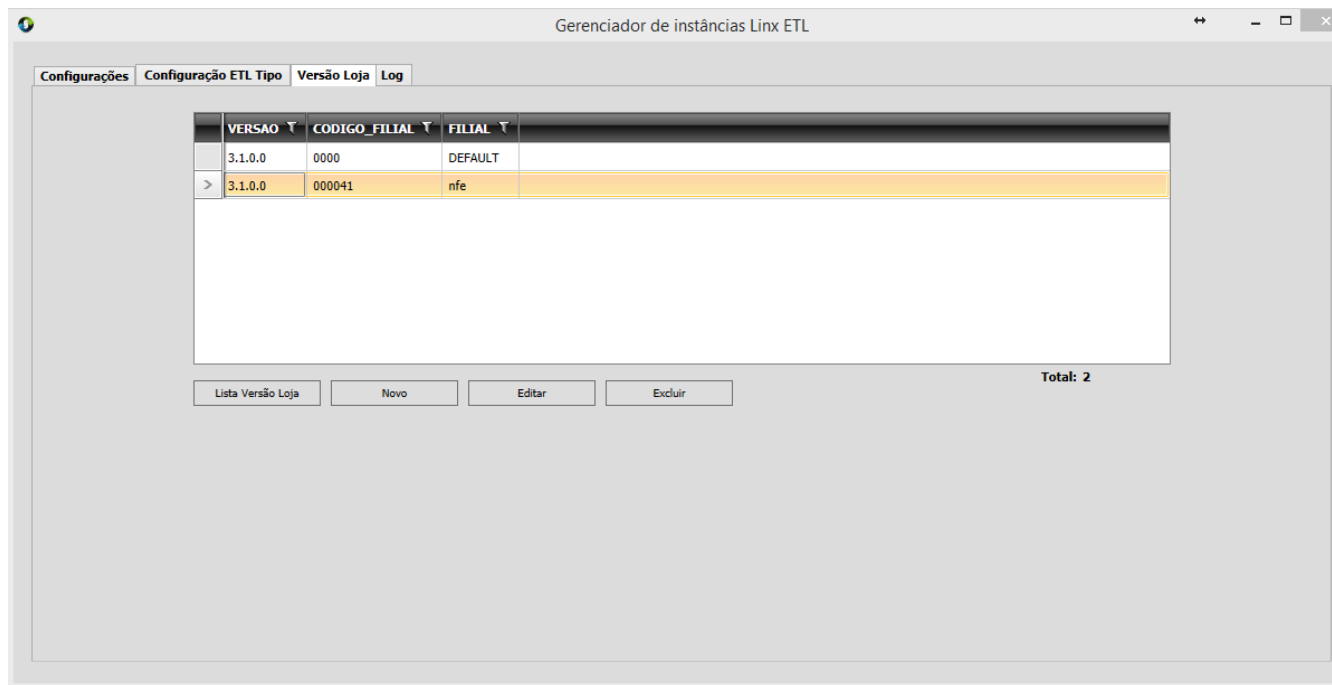 Gerenciador de instâncias Linx ETL
Configurações Configuração ETL Tipo Versão Loja Log
VERSAO CODIGO_FILIAL FILIAL
3.1.0.0 0000 DEFAULT
> 3.1.0.0 000041 nfe
Total: 2
Lista Versão Loja Novo Editar Excluir